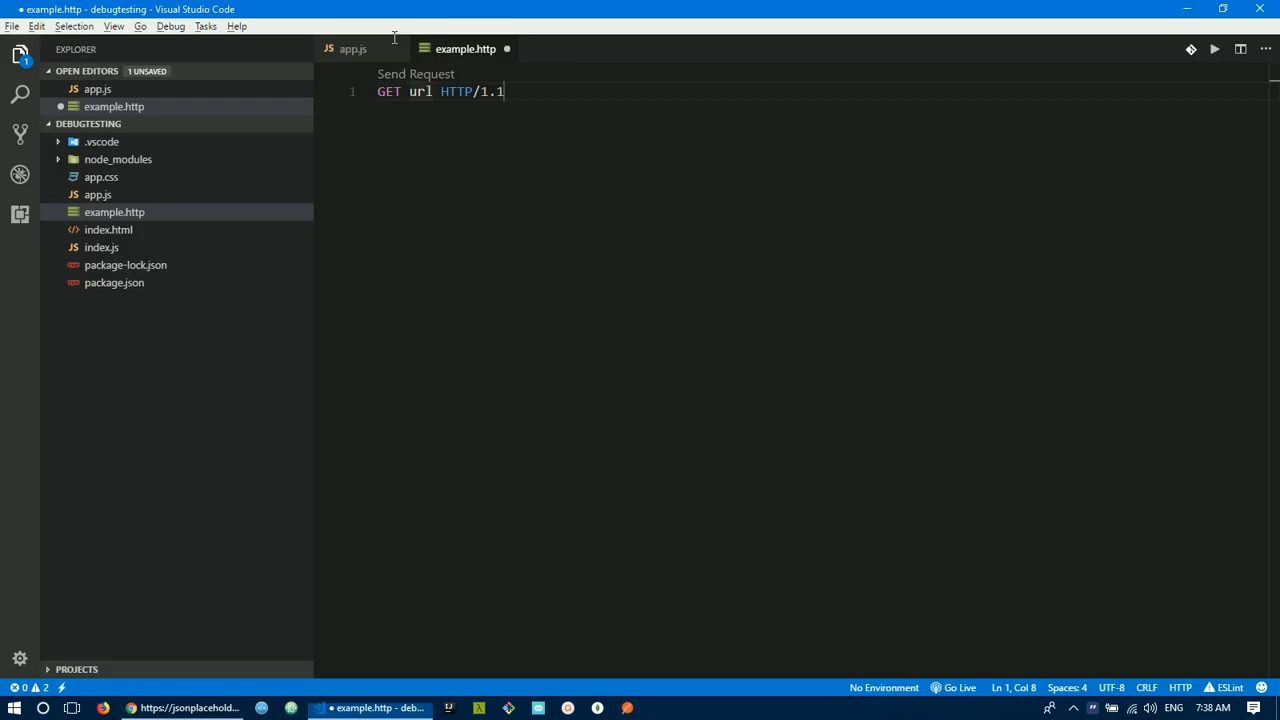 example.http - debugtesting - Visual Studio Code
File Edit Selection View Go Debug Tasks Help
EXPLORER
app.js
example.http
OPEN EDITORS 1 UNSAVED
app.js
example.http
DEBUGTESTING
.vscode
node_modules
app.css
app.js
example.http
index.html
index.js
package-lock.json
package.json
PROJECTS
Send Request
1 GET url HTTP/1.1
0 2
No Environment Go Live Ln 1, Col 8 Spaces: 4 UTF-8 CRLF HTTP ESLint
https://jsonplacehold...
example.http - deb...
ENG 7:38 AM